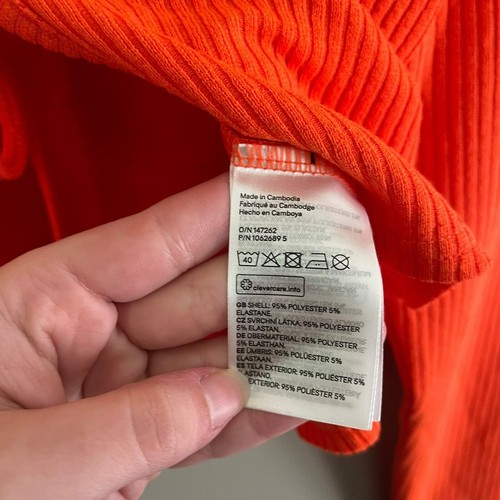 Made in Cambodia
Fabriqué au Cambodge
Hecho en Camboya
O/N 147262
P/N 1062689 5
40
clevercare.info
GB SHELL: 95% POLYESTER 5%
ELASTANE.
CZ SVRCHNÍ LÁTKA: 95% POLYESTER
5% ELASTAN.
DE OBERMATERIAL: 95% POLYESTER
5% ELASTHAN.
EE ÜMBRIS: 95% POLÜESTER 5%
ELASTAAN.
ES TELA EXTERIOR: 95% POLIÉSTER 5%
ELASTANO.
EXTERIOR: 95% POLIÉSTER 5%